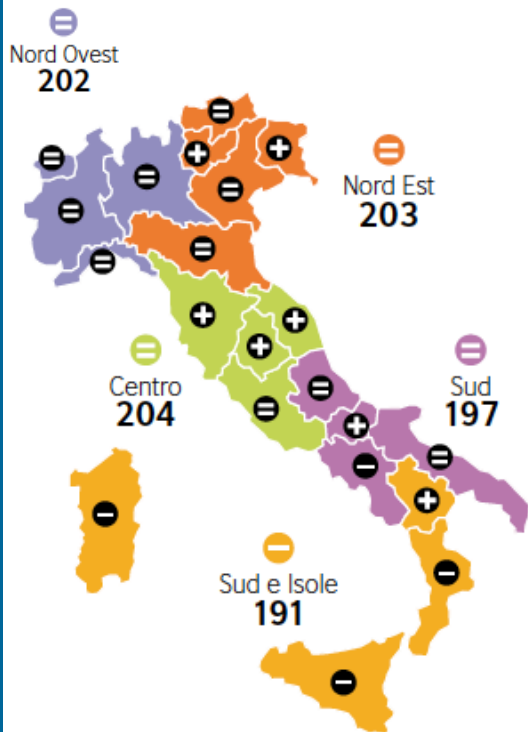 Nord Ovest
202
Nord Est
203
Centro
204
Sud
197
Sud e Isole
191